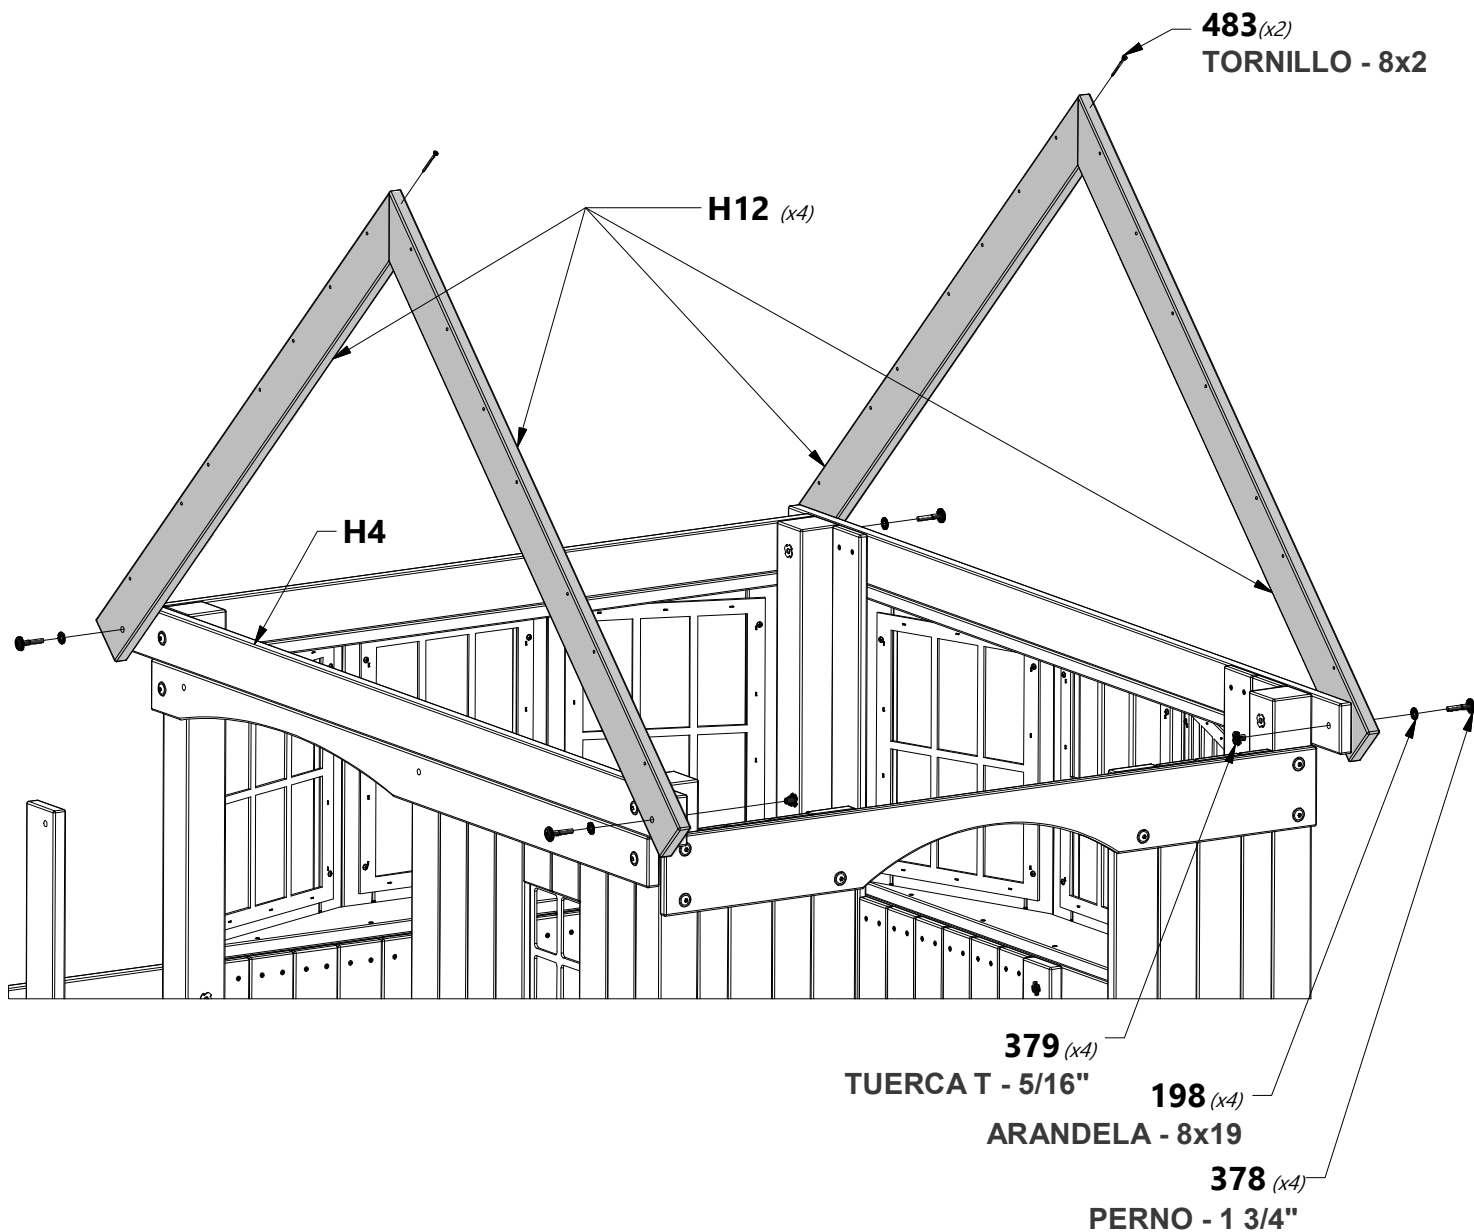 483 (x2)
TORNILLO - 8x2
H12 (x4)
H4
379 (x4)
TUERCA T - 5/16"
198 (x4)
ARANDELA - 8x19
378 (x4)
PERNO - 1 3/4"